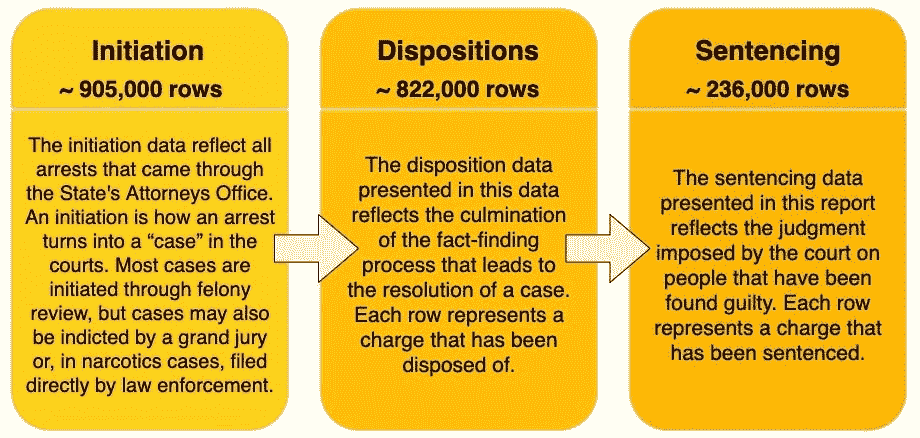 Initiation
~ 905,000 rows
The initiation data reflect all
arrests that came through
the State's Attorneys Office.
An initiation is how an arrest
turns into a “case” in the
courts. Most cases are
initiated through felony
review, but cases may also
be indicted by a grand jury
or, in narcotics cases, filed
directly by law enforcement.
Dispositions
~ 822,000 rows
The disposition data
presented in this data
reflects the culmination
of the fact-finding
process that leads to
the resolution of a case.
Each row represents a
charge that has been
disposed of.
Sentencing
~ 236,000 rows
The sentencing data
presented in this report
reflects the judgment
imposed by the court on
people that have been
found guilty. Each row
represents a charge that
has been sentenced.